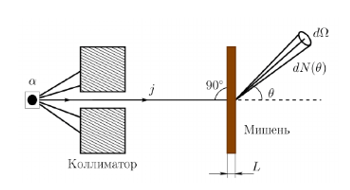 dΩ
α
j
90°
dN(θ)
θ
Мишень
Коллиматор
L